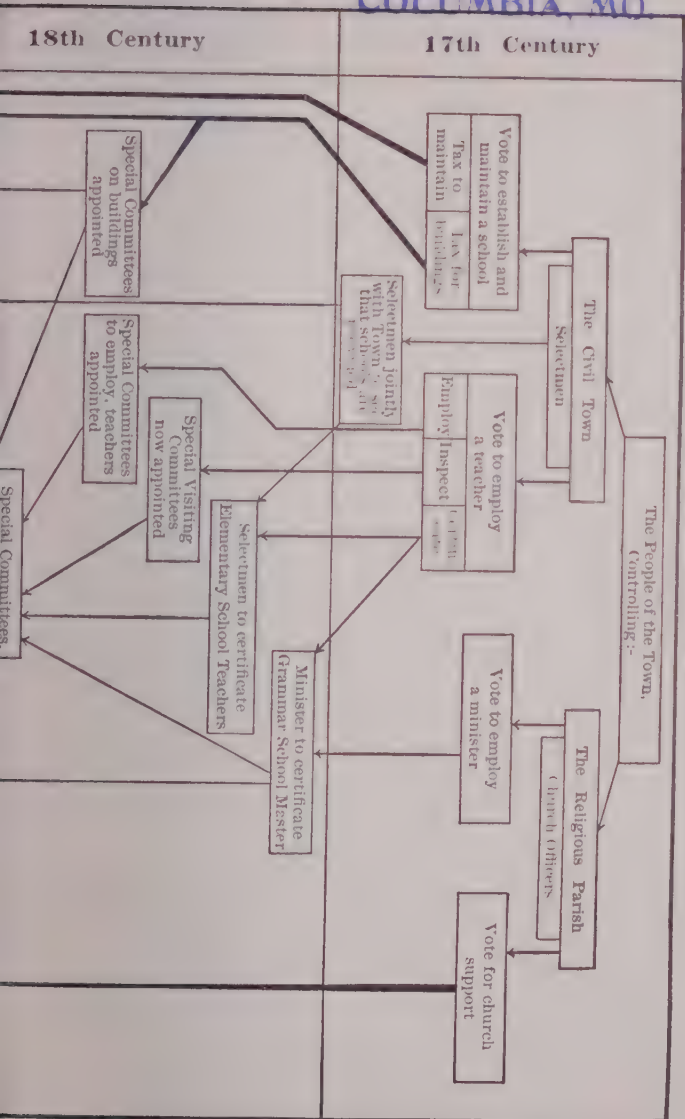 COLUMBIA, MO.
18th Century
17th Century
The People of the Town,
Controlling :-
The Civil Town
Selectmen
The Religious Parish
Church Officers
Vote to establish and
maintain a school
Tax to
maintain
Tax for
buildings
Selectmen jointly
with Town to see
that schools are
Vote to employ
a teacher
Employ
Inspect
Vote to employ
a minister
Vote for church
support
Special Committees
on buildings
appointed
Special Committees
to employ teachers
appointed
Special Visiting
Committees
now appointed
Selectmen to certificate
Elementary School Teachers
Minister to certificate
Grammar School Master
Special Committees,